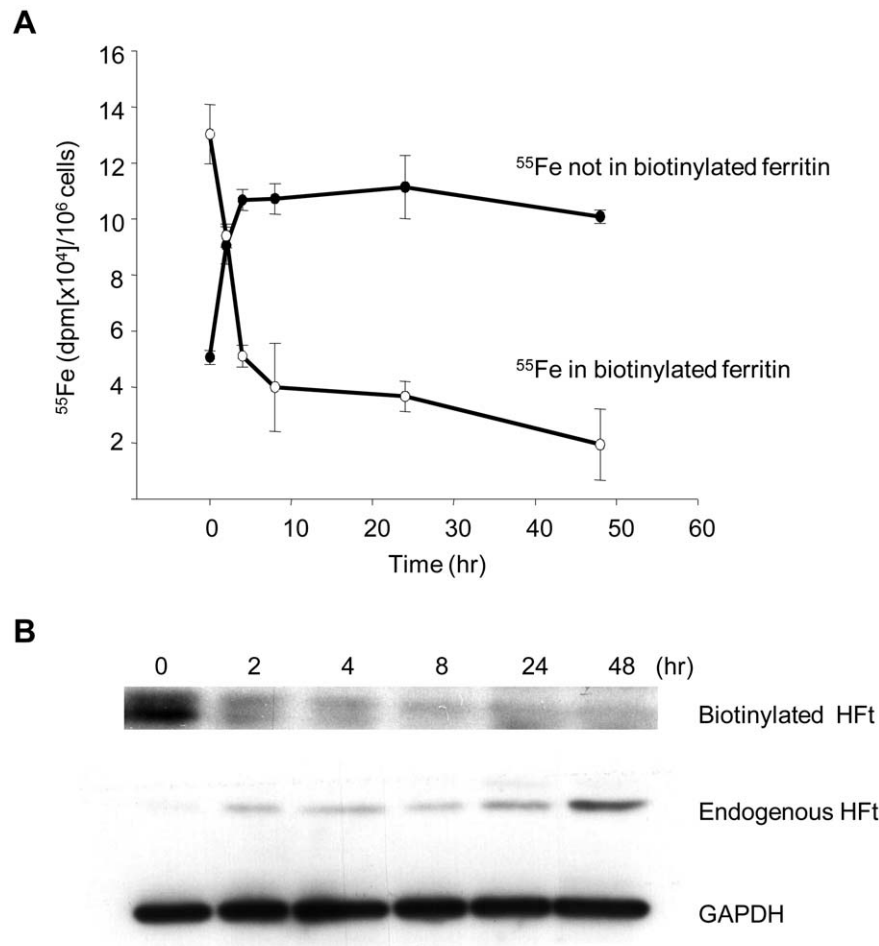 A
16
14
12
10
8
6
4
2
⁵⁵Fe (dpm[x10⁴]/10⁶ cells)
⁵⁵Fe not in biotinylated ferritin
⁵⁵Fe in biotinylated ferritin
0 10 20 30 40 50 60
Time (hr)
B
0 2 4 8 24 48 (hr)
Biotinylated HFt
Endogenous HFt
GAPDH